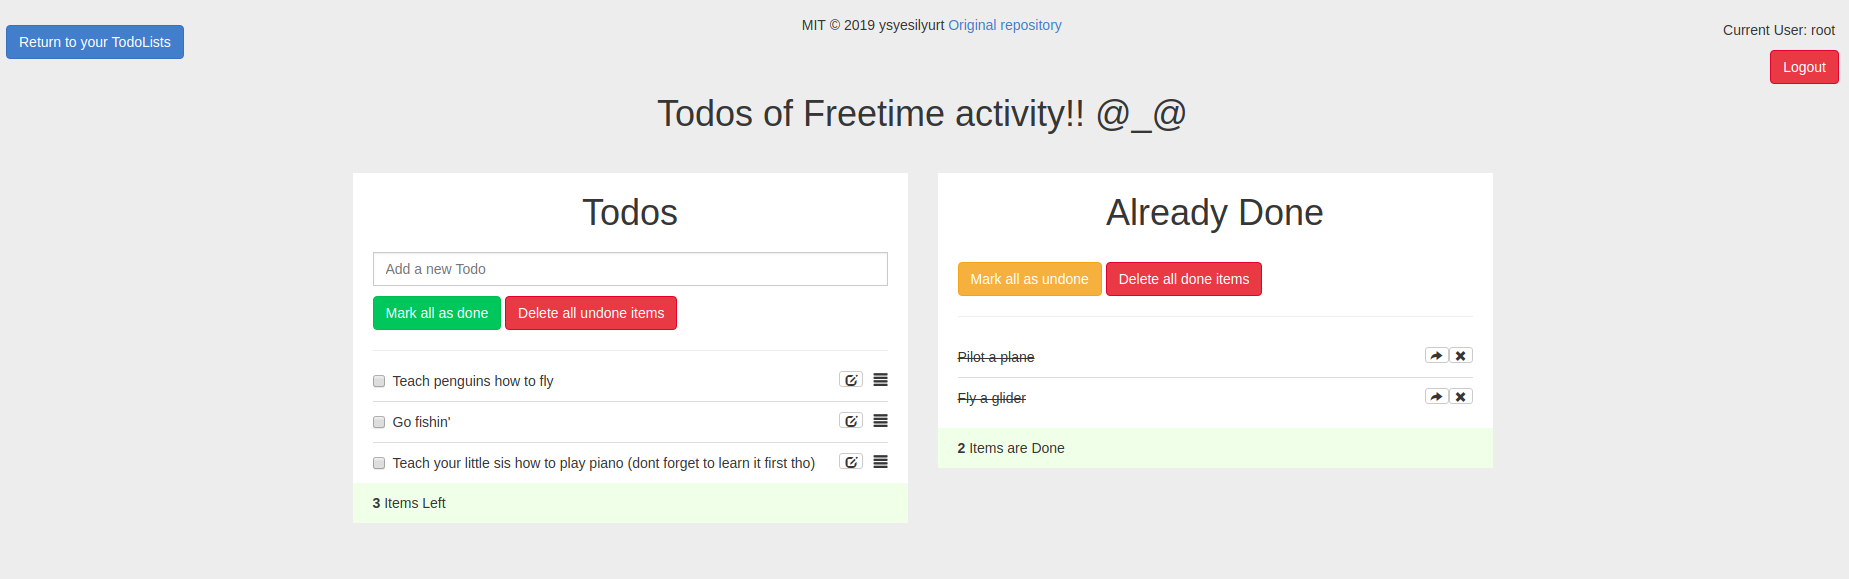 MIT © 2019 ysyesilyurt Original repository
Return to your TodoLists
Current User: root
Logout
Todos of Freetime activity!! @_@
Todos
Add a new Todo
Mark all as done
Delete all undone items
Teach penguins how to fly
Go fishin'
Teach your little sis how to play piano (dont forget to learn it first tho)
3 Items Left
Already Done
Mark all as undone
Delete all done items
Pilot a plane
Fly a glider
2 Items are Done